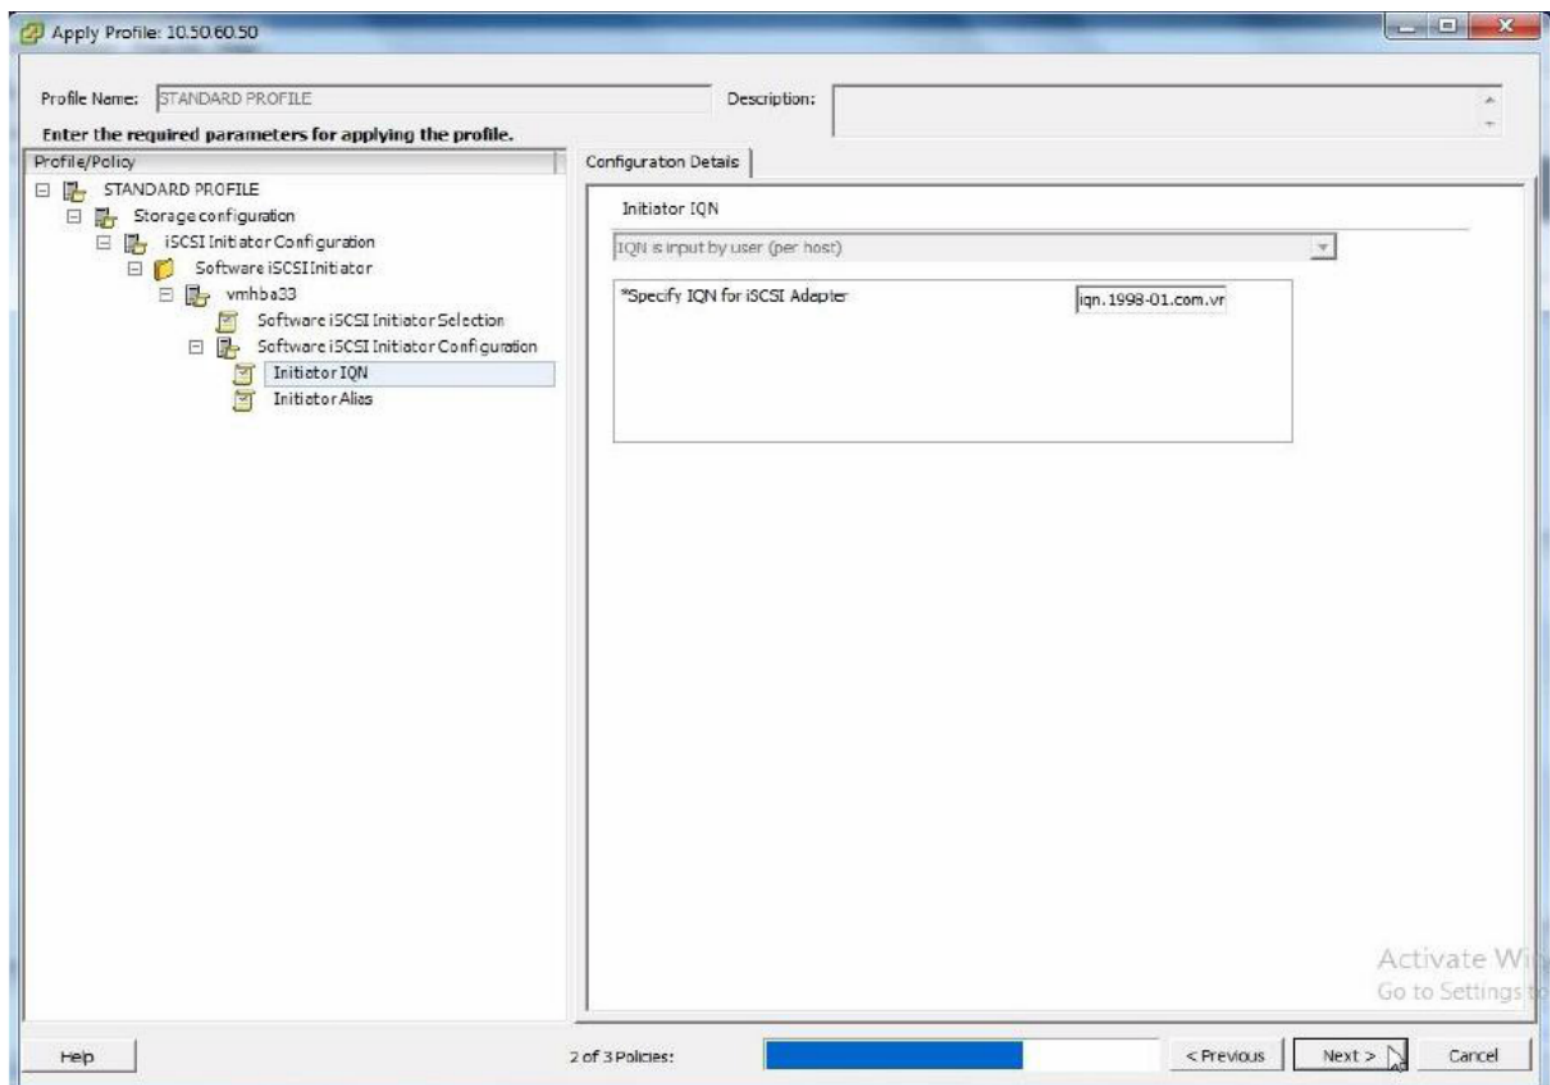 Apply Profile: 10.50.60.50
Profile Name: STANDARD PROFILE
Description:
Enter the required parameters for applying the profile.
Profile/Policy
STANDARD PROFILE
Storage configuration
iSCSI Initiator Configuration
Software iSCSI Initiator
vmhba33
Software iSCSI Initiator Selection
Software iSCSI Initiator Configuration
Initiator IQN
Initiator Alias
Configuration Details
Initiator IQN
IQN is input by user (per host)
*Specify IQN for iSCSI Adapter iqn.1998-01.com.vr
Activate Win
Go to Settings to
Help
2 of 3 Policies:
< Previous
Next >
Cancel